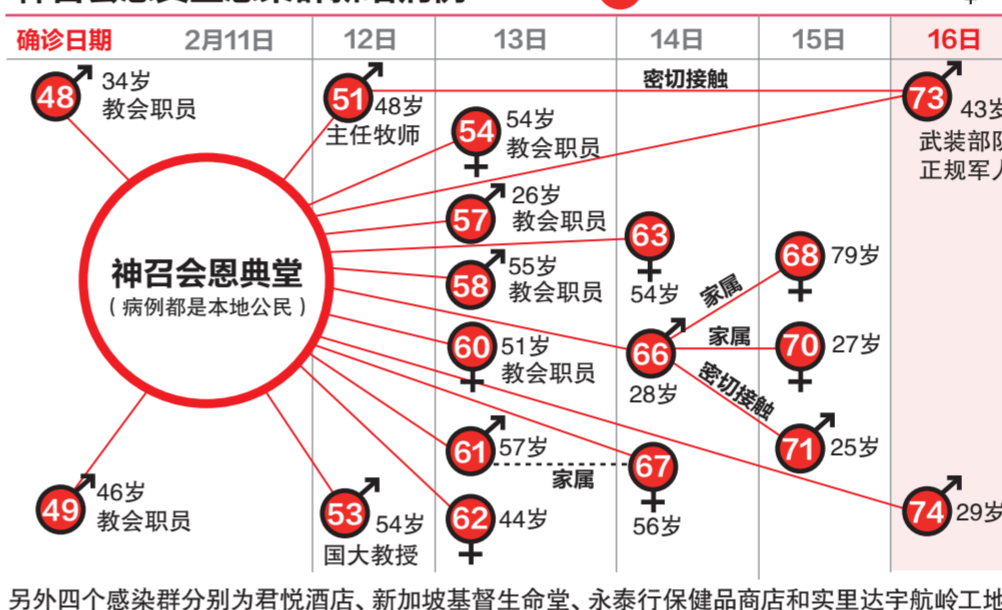 确诊日期 2月11日 12日 13日 14日 15日 16日
48 34岁
教会职员
51 48岁
主任牧师
密切接触
73 43岁
武装部队
正规军人
54 54岁
教会职员
57 26岁
教会职员
63
54岁
68 79岁
家属
神召会恩典堂
（病例都是本地公民）
58 55岁
教会职员
60 51岁
教会职员
66
28岁
家属
70 27岁
密切接触
71 25岁
61 57岁
家属
67
56岁
49 46岁
教会职员
53 54岁
国大教授
62 44岁
74 29岁
另外四个感染群分别为君悦酒店、新加坡基督生命堂、永泰行保健品商店和实里达宇航岭工地